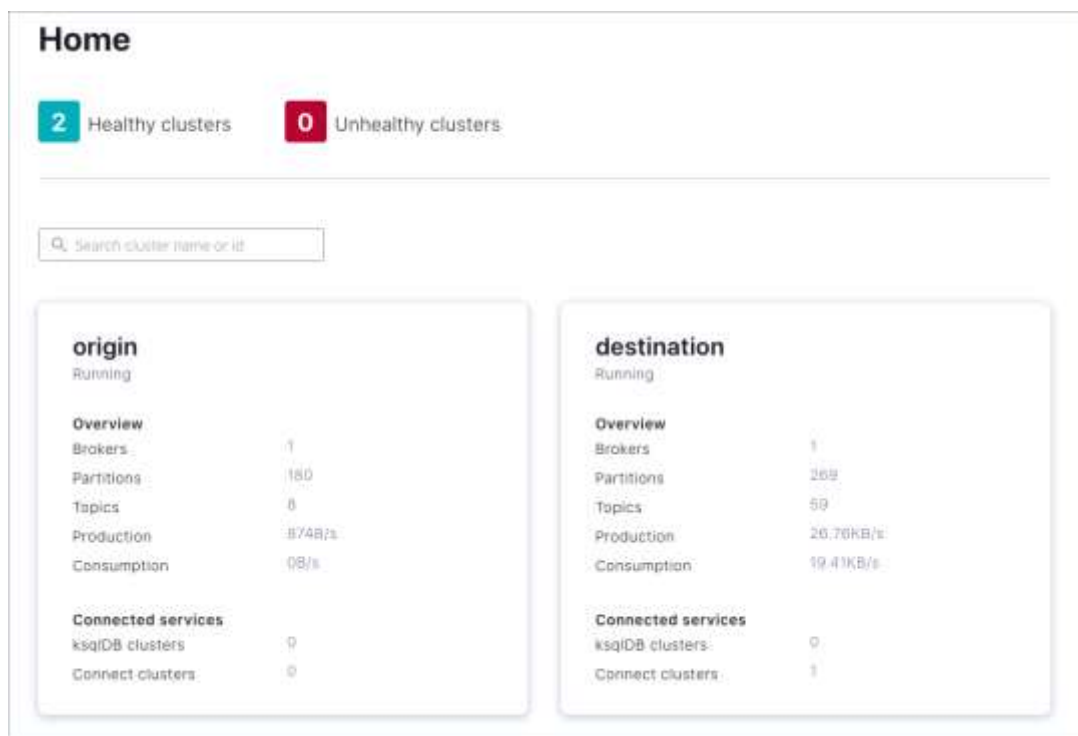 Home
2 Healthy clusters 0 Unhealthy clusters
Search cluster name or id
origin
Running
Overview
Brokers 1
Partitions 180
Topics 8
Production 874B/s
Consumption 0B/s
Connected services
ksqlDB clusters 0
Connect clusters 0
destination
Running
Overview
Brokers 1
Partitions 269
Topics 59
Production 26.76KB/s
Consumption 19.41KB/s
Connected services
ksqlDB clusters 0
Connect clusters 1